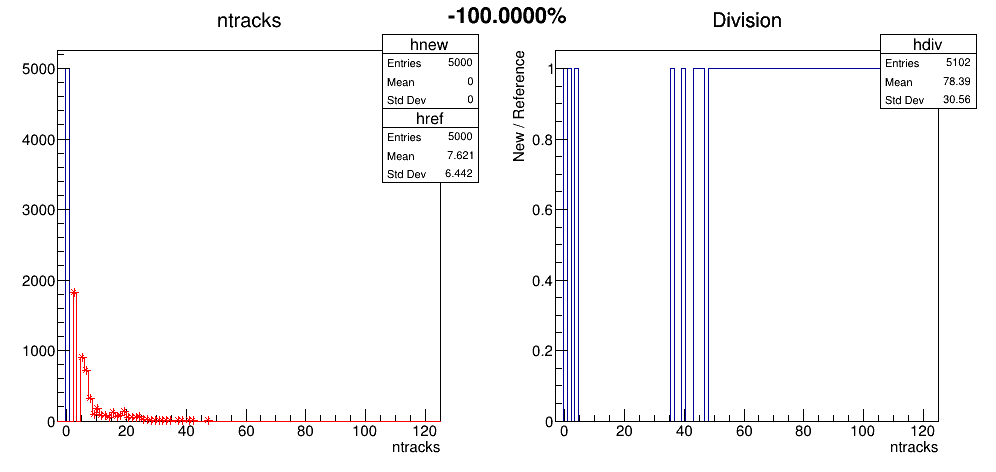 -100.0000%
ntracks
hnew
Entries 5000
Mean 0
Std Dev 0
href
Entries 5000
Mean 7.621
Std Dev 6.442
5000
4000
3000
2000
1000
0
0 20 40 60 80 100 120
ntracks
Division
hdiv
Entries 5102
Mean 78.39
Std Dev 30.56
New / Reference
1
0.8
0.6
0.4
0.2
0
0 20 40 60 80 100 120
ntracks